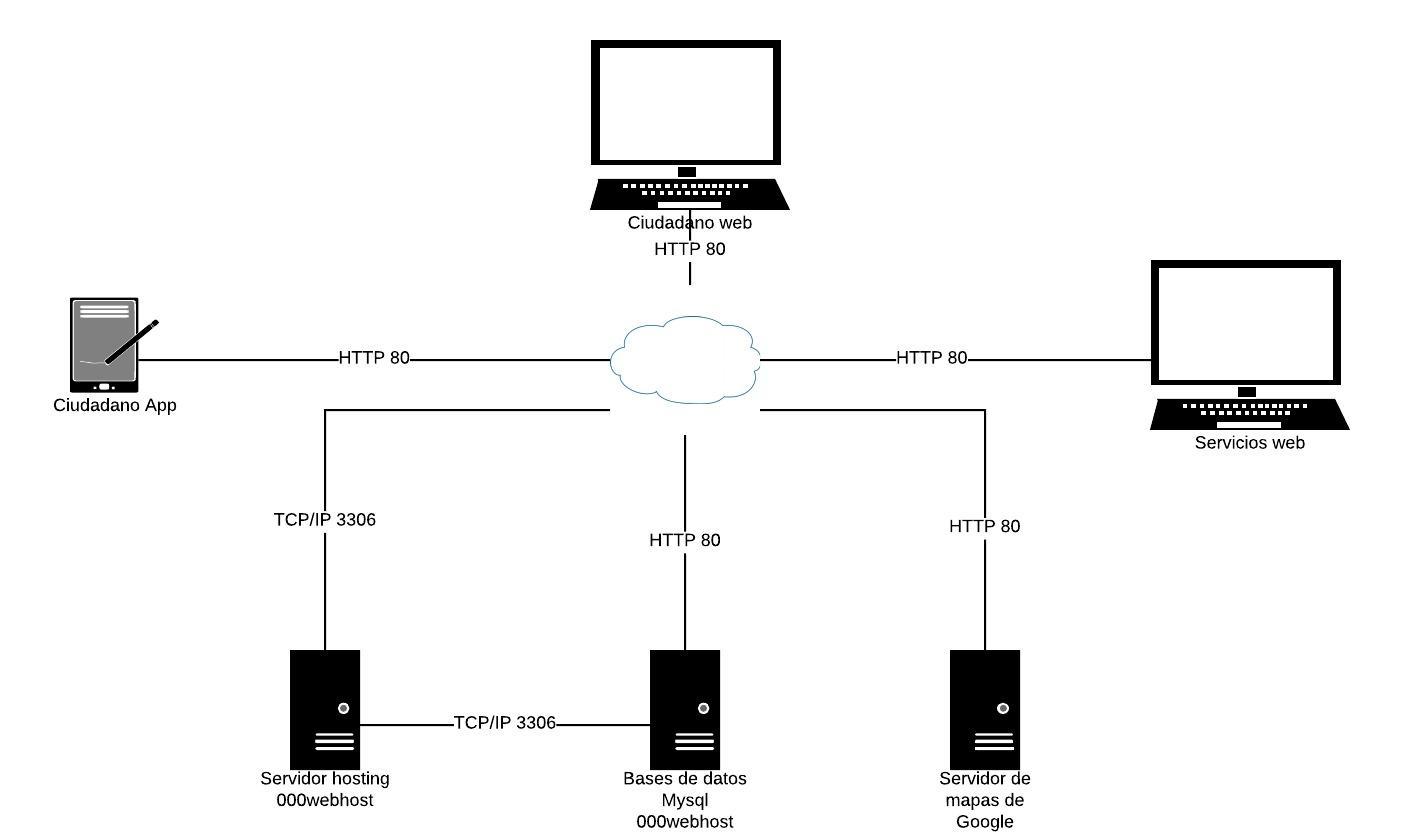 Ciudadano web
HTTP 80
HTTP 80
HTTP 80
Ciudadano App
Servicios web
TCP/IP 3306
HTTP 80
HTTP 80
TCP/IP 3306
Servidor hosting
000webhost
Bases de datos
Mysql
000webhost
Servidor de
mapas de
Google